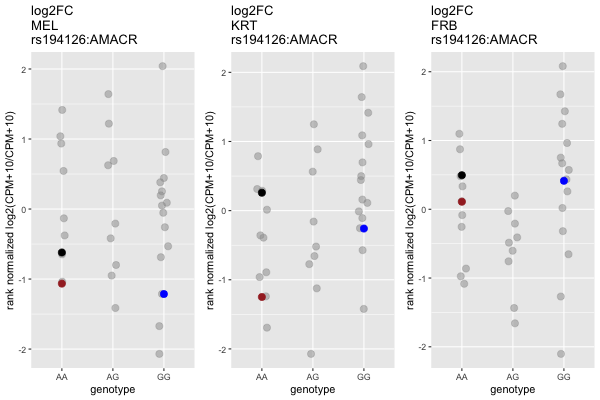 log2FC
MEL
rs194126:AMACR
rank normalized log2(CPM+10/CPM+10)
2
1
0
-1
-2
AA
AG
GG
genotype
log2FC
KRT
rs194126:AMACR
rank normalized log2(CPM+10/CPM+10)
2
1
0
-1
-2
AA
AG
GG
genotype
log2FC
FRB
rs194126:AMACR
rank normalized log2(CPM+10/CPM+10)
2
1
0
-1
-2
AA
AG
GG
genotype